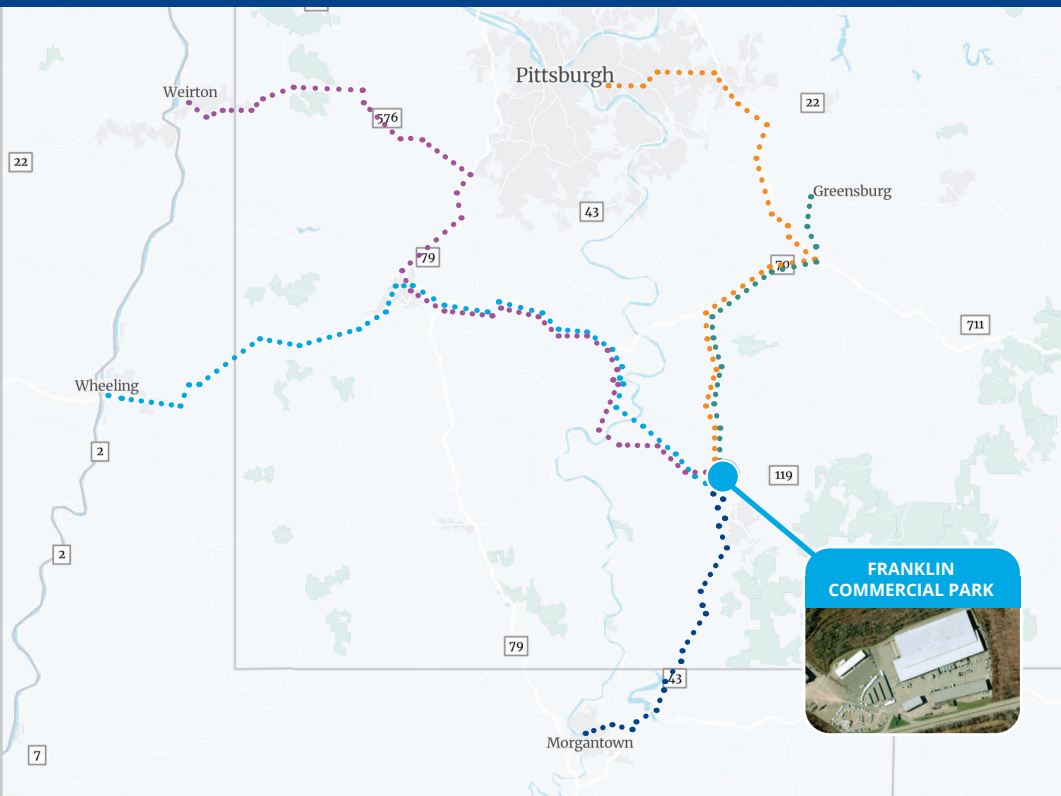 Pittsburgh
Weirton
22
576
22
Greensburg
43
79
70
711
Wheeling
2
119
2
FRANKLIN
COMMERCIAL PARK
79
43
Morgantown
7